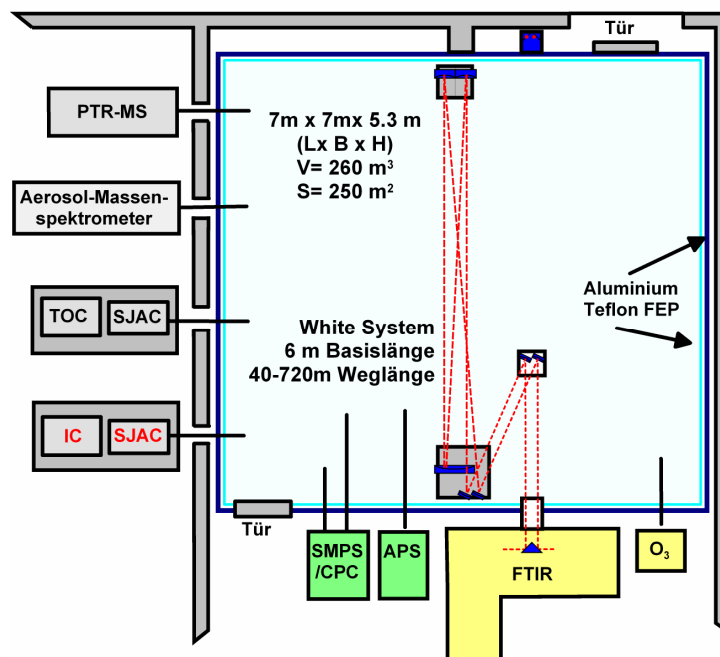 Tür
PTR-MS
7m x 7mx 5.3 m
(Lx B x H)
V= 260 m³
S= 250 m²
Aerosol-Massen-
spektrometer
Aluminium
Teflon FEP
TOC
SJAC
White System
6 m Basislänge
40-720m Weglänge
IC
SJAC
Tür
SMPS
/CPC
APS
FTIR
O₃